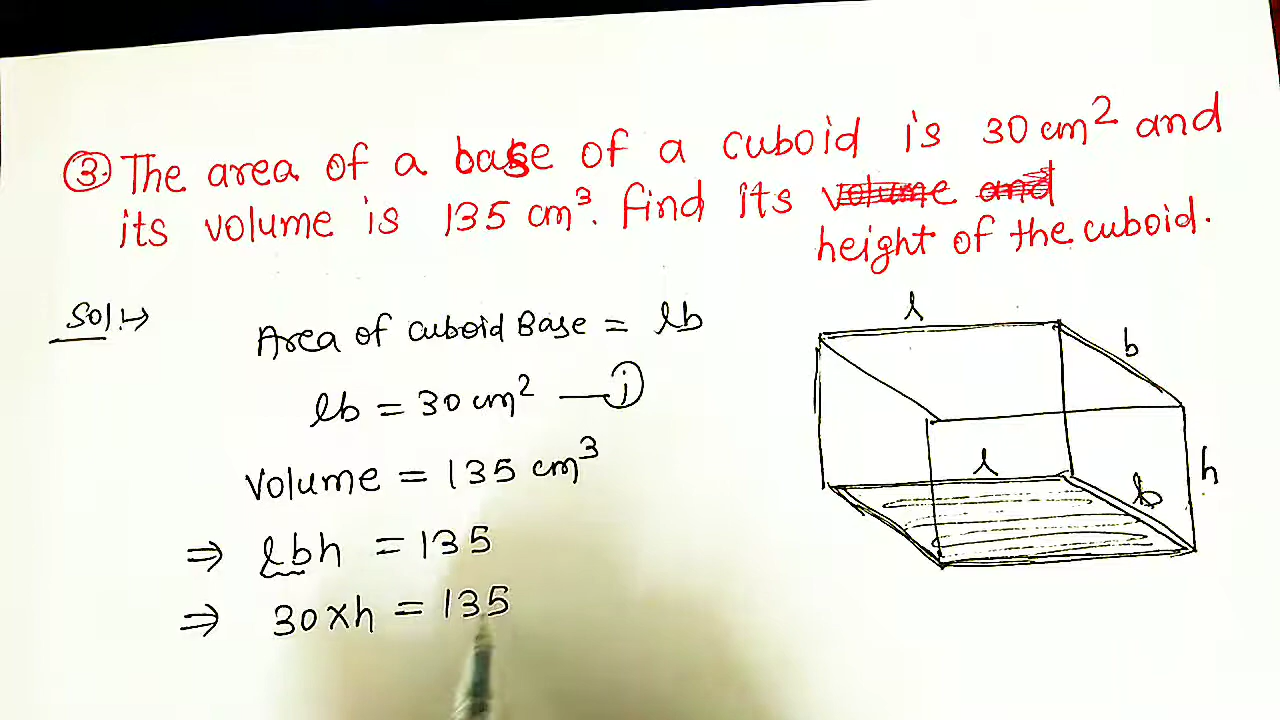 ③. The area of a base of a cuboid is 30 cm² and
its volume is 135 cm³. find its volume and
height of the cuboid.
Sol:→
Area of cuboid Base = lb
lb = 30 cm² —①
Volume = 135 cm³
⇒ lbh = 135
⇒ 30×h = 135
l
b
h
l
b